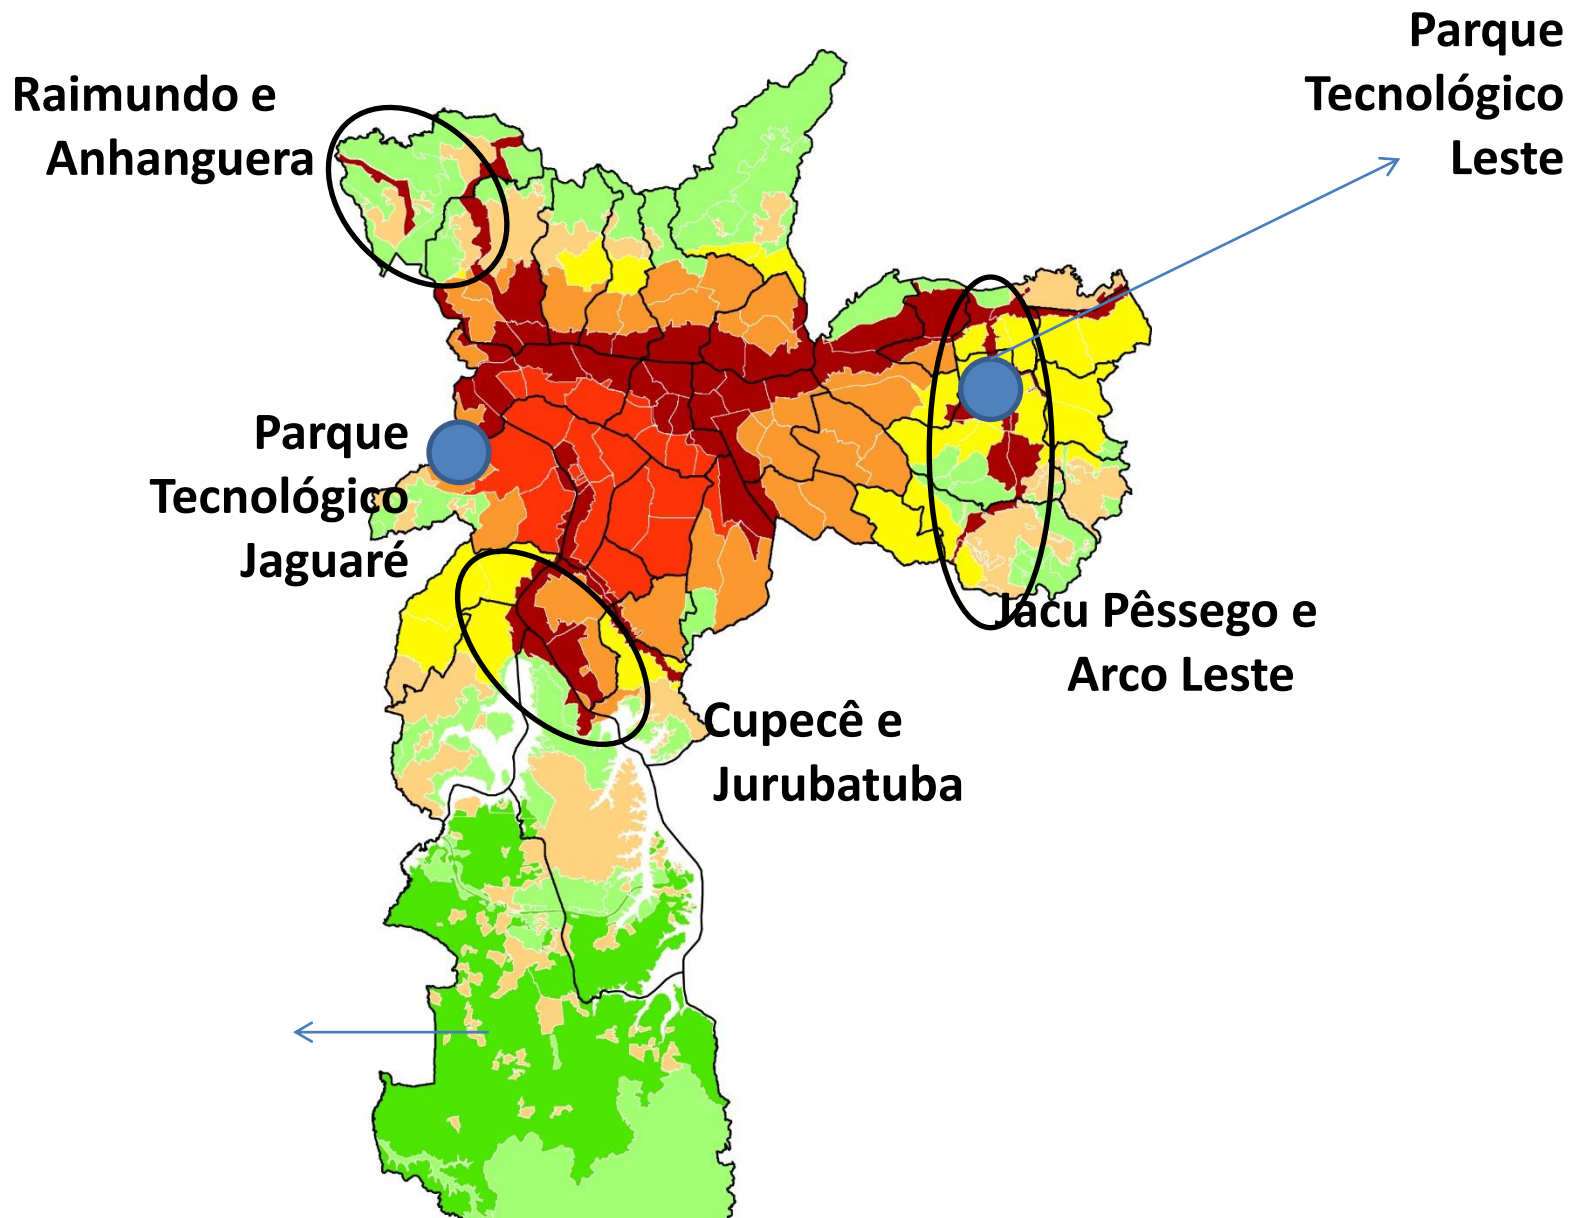 Raimundo e
Anhanguera
Parque
Tecnológico
Leste
Parque
Tecnológico
Jaguaré
Jacu Pêssego e
Arco Leste
Cupecê e
Jurubatuba